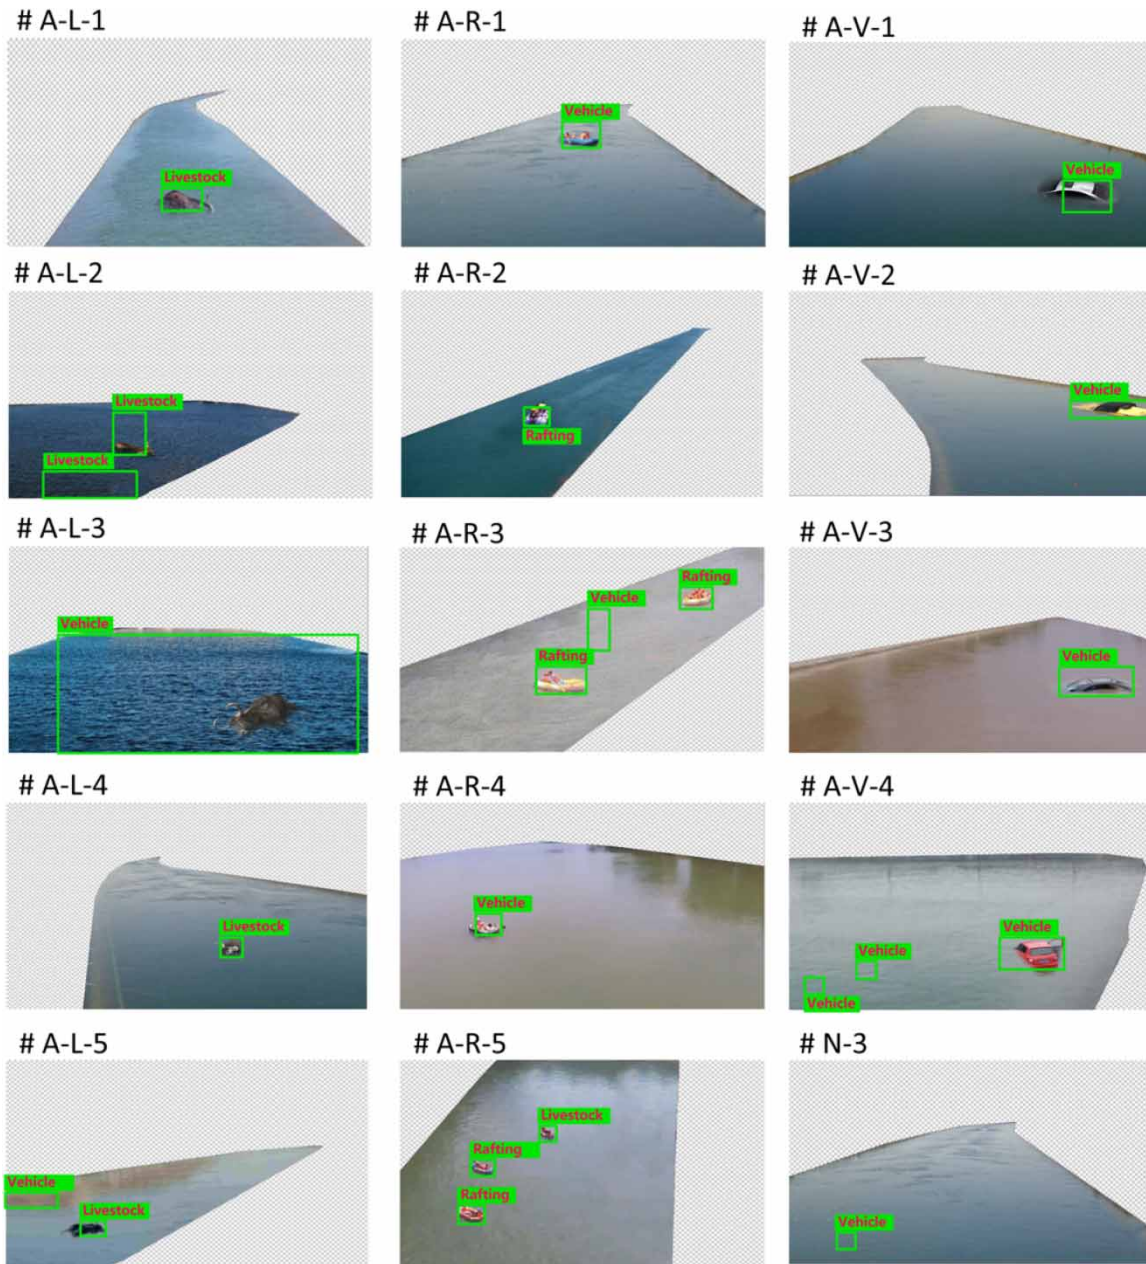 # A-L-1
# A-R-1
# A-V-1
Livestock
Vehicle
Vehicle
# A-L-2
# A-R-2
# A-V-2
Livestock
Livestock
Rafting
Vehicle
# A-L-3
# A-R-3
# A-V-3
Vehicle
Rafting
Vehicle
Rafting
Vehicle
# A-L-4
# A-R-4
# A-V-4
Livestock
Vehicle
Vehicle
Vehicle
Vehicle
# A-L-5
# A-R-5
# N-3
Vehicle
Livestock
Livestock
Rafting
Rafting
Vehicle